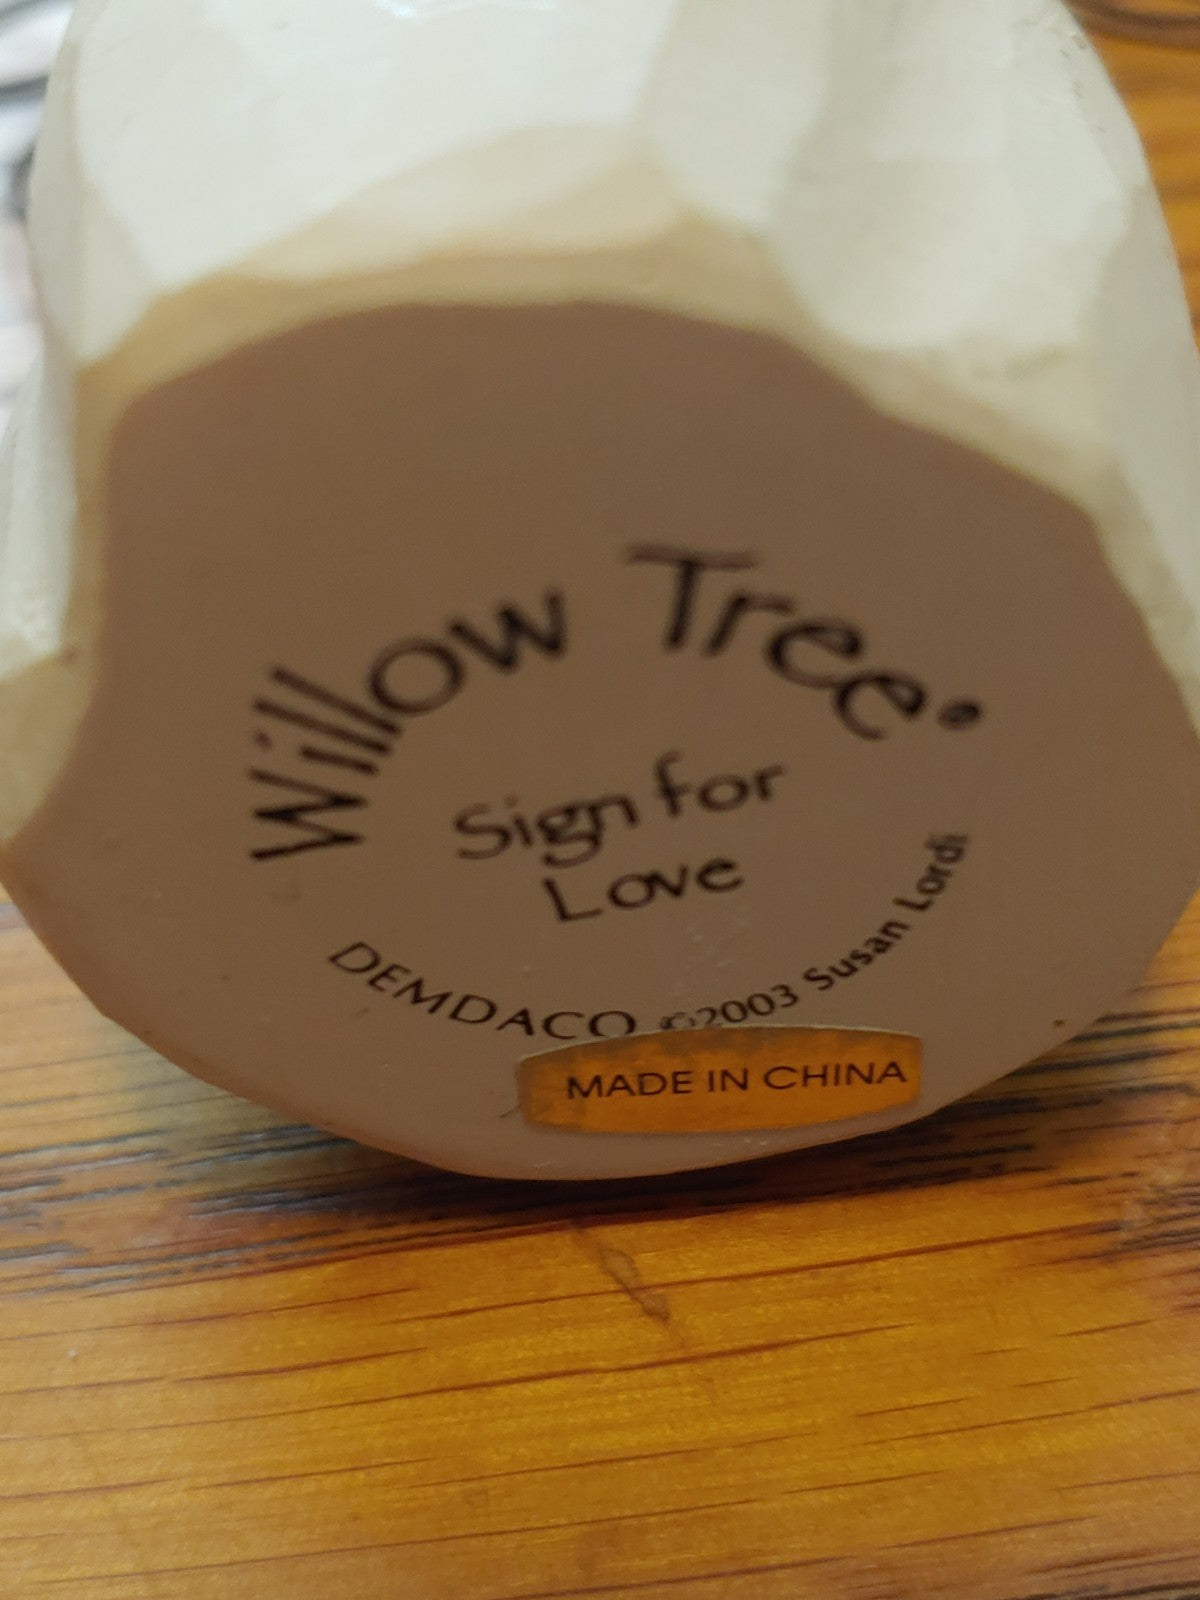 Willow Tree®
Sign for
Love
DEMDACO ©2003 Susan Lordi
MADE IN CHINA